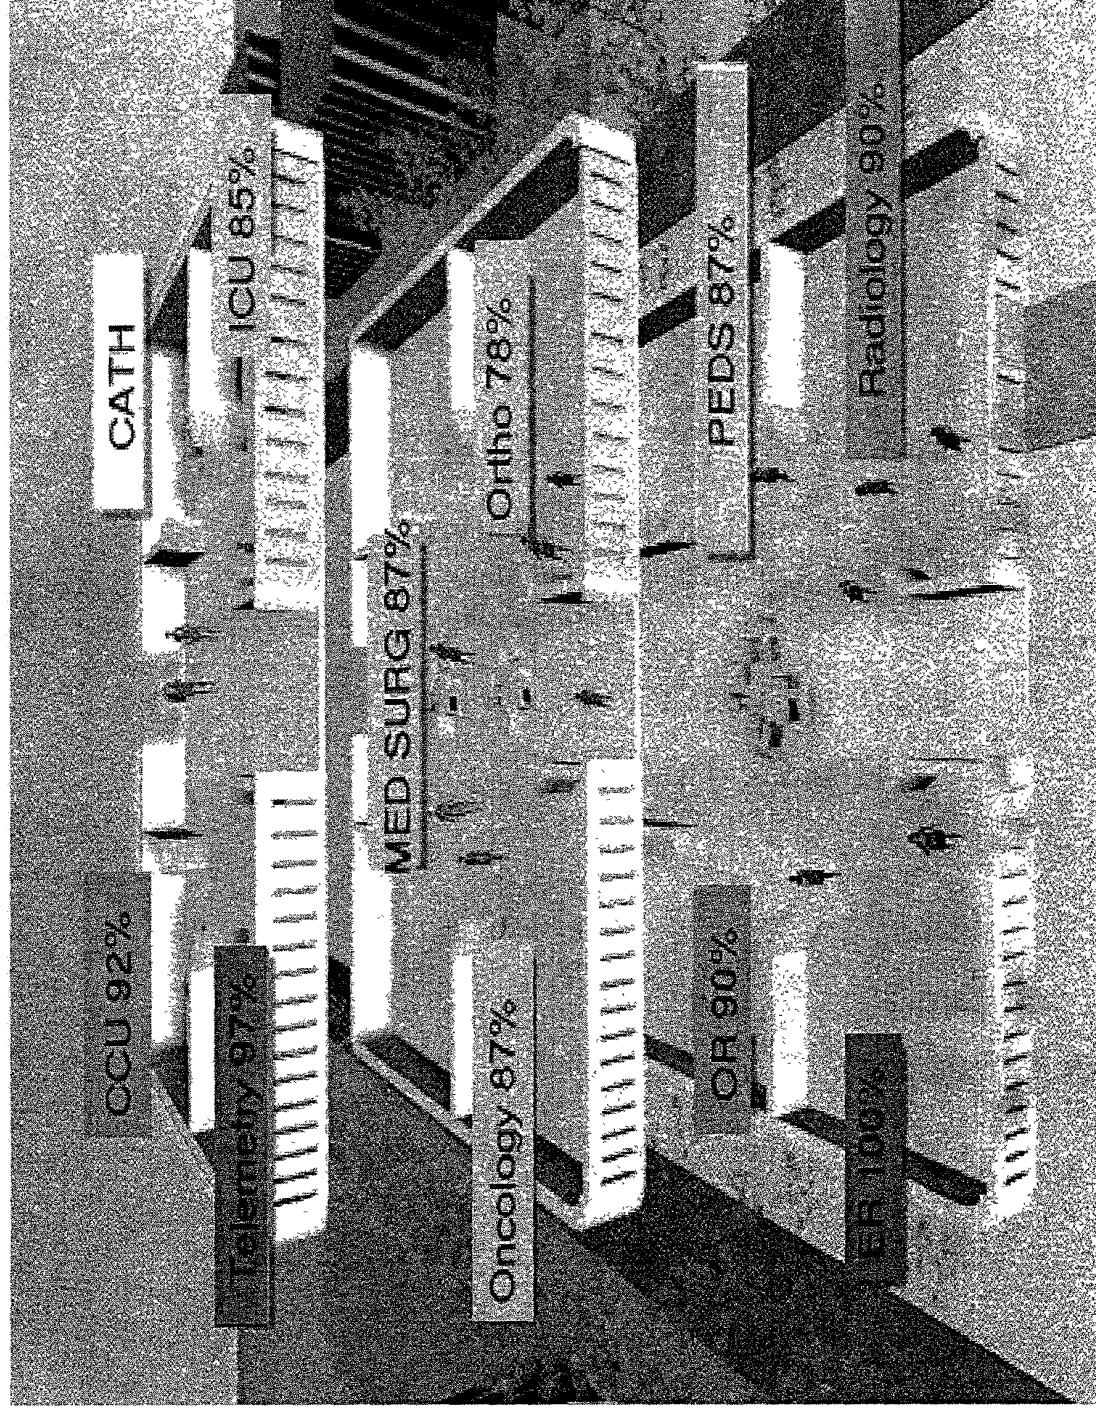 CCU 92%
CATH
Telemetry 97%
ICU 85%
MED SURG 87%
Oncology 87%
Ortho 78%
OR 90%
PEDS 87%
ER 100%
Radiology 90%